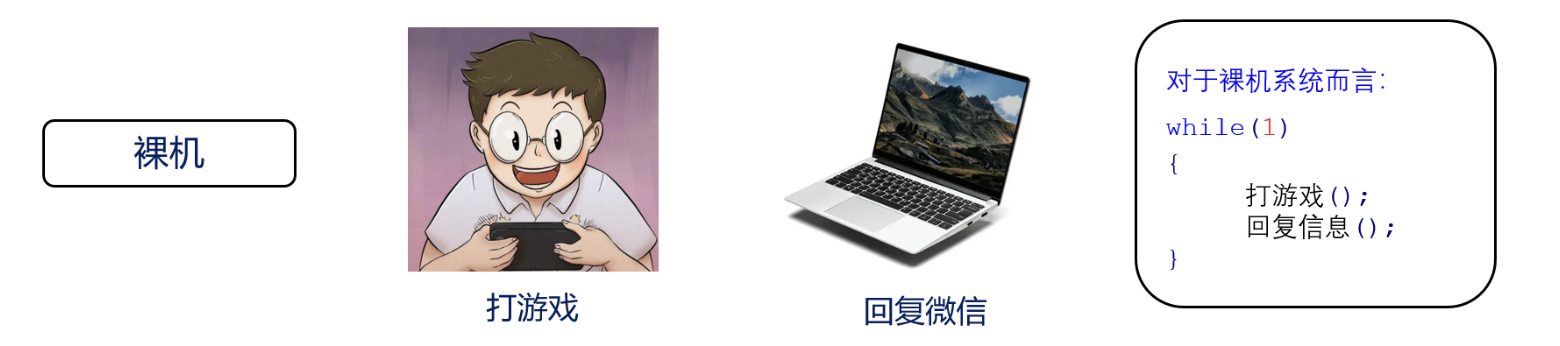 裸机
打游戏
回复微信
对于裸机系统而言：
while(1)
{
打游戏();
回复信息();
}